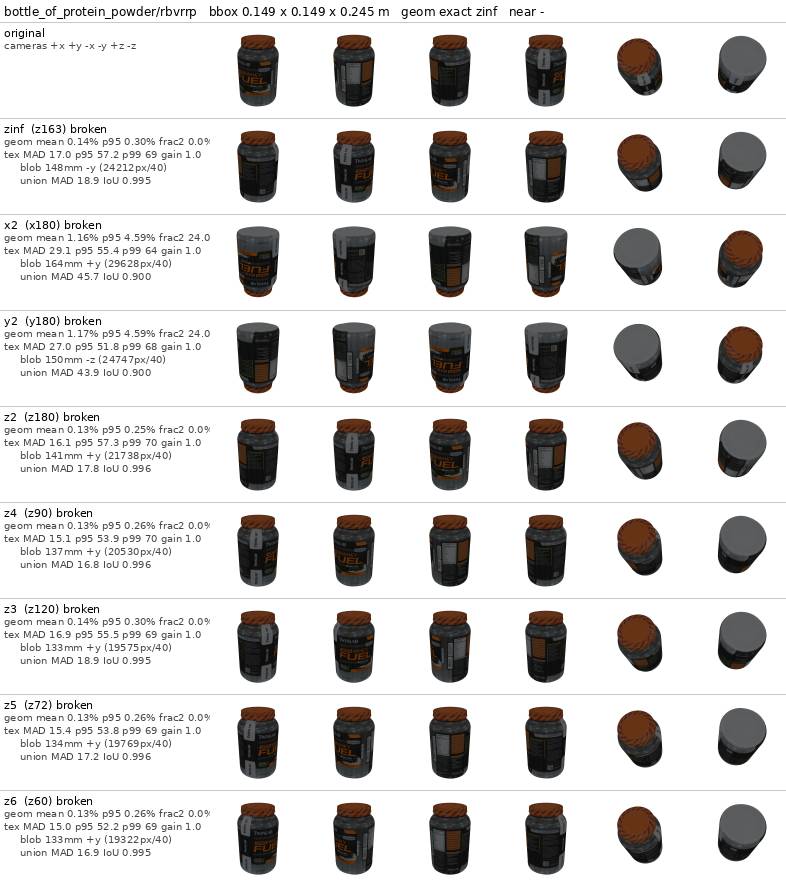 bottle_of_protein_powder/rbvrrp bbox 0.149 x 0.149 x 0.245 m geom exact zinf near -
original
cameras +x +y -x -y +z -z
zinf (z163) broken
geom mean 0.14% p95 0.30% frac2 0.0%
tex MAD 17.0 p95 57.2 p99 69 gain 1.0
blob 148mm -y (24212px/40)
union MAD 18.9 IoU 0.995
x2 (x180) broken
geom mean 1.16% p95 4.59% frac2 24.0
tex MAD 29.1 p95 55.4 p99 64 gain 1.0
blob 164mm +y (29628px/40)
union MAD 45.7 IoU 0.900
y2 (y180) broken
geom mean 1.17% p95 4.59% frac2 24.0
tex MAD 27.0 p95 51.8 p99 68 gain 1.0
blob 150mm -z (24747px/40)
union MAD 43.9 IoU 0.900
z2 (z180) broken
geom mean 0.13% p95 0.25% frac2 0.0%
tex MAD 16.1 p95 57.3 p99 70 gain 1.0
blob 141mm +y (21738px/40)
union MAD 17.8 IoU 0.996
z4 (z90) broken
geom mean 0.13% p95 0.26% frac2 0.0%
tex MAD 15.1 p95 53.9 p99 70 gain 1.0
blob 137mm +y (20530px/40)
union MAD 16.8 IoU 0.996
z3 (z120) broken
geom mean 0.14% p95 0.30% frac2 0.0%
tex MAD 16.9 p95 55.5 p99 69 gain 1.0
blob 133mm +y (19575px/40)
union MAD 18.9 IoU 0.995
z5 (z72) broken
geom mean 0.13% p95 0.26% frac2 0.0%
tex MAD 15.4 p95 53.8 p99 69 gain 1.0
blob 134mm +y (19769px/40)
union MAD 17.2 IoU 0.996
z6 (z60) broken
geom mean 0.13% p95 0.26% frac2 0.0%
tex MAD 15.0 p95 52.2 p99 69 gain 1.0
blob 133mm +y (19322px/40)
union MAD 16.9 IoU 0.995